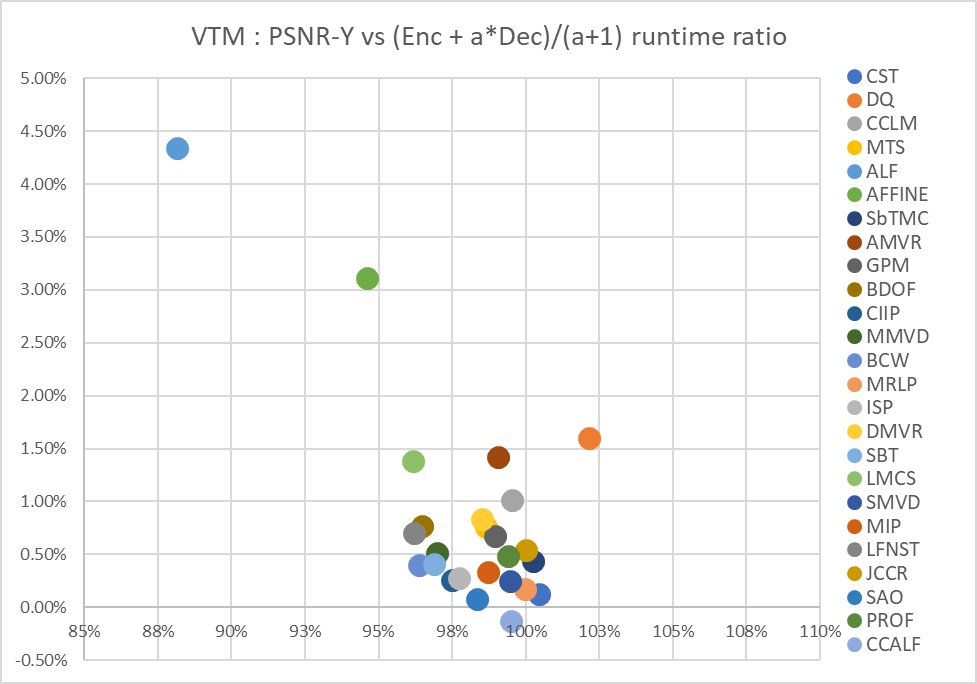 VTM : PSNR-Y vs (Enc + a*Dec)/(a+1) runtime ratio
5.00%
4.50%
4.00%
3.50%
3.00%
2.50%
2.00%
1.50%
1.00%
0.50%
0.00%
-0.50%
85%
88%
90%
93%
95%
98%
100%
103%
105%
108%
110%
CST
DQ
CCLM
MTS
ALF
AFFINE
SbTMC
AMVR
GPM
BDOF
CIIP
MMVD
BCW
MRLP
ISP
DMVR
SBT
LMCS
SMVD
MIP
LFNST
JCCR
SAO
PROF
CCALF